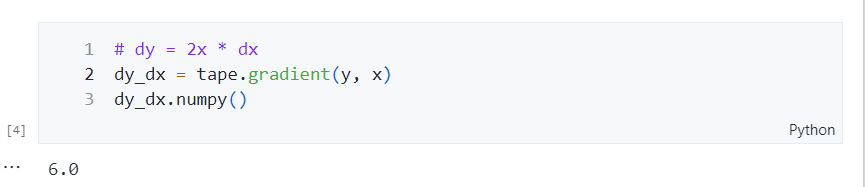 1 # dy = 2x * dx
2 dy_dx = tape.gradient(y, x)
3 dy_dx.numpy()
[4]
Python
... 6.0